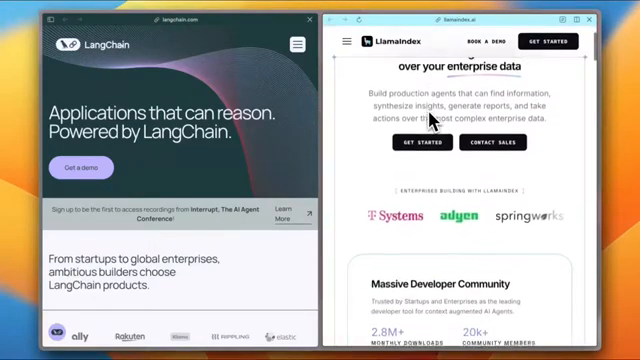 langchain.com
LangChain
Applications that can reason.
Powered by LangChain.
Get a demo
Sign up to be the first to access recordings from Interrupt, The AI Agent
Conference!
Learn
More
From startups to global enterprises,
ambitious builders choose
LangChain products.
ally
Rakuten
Klarna
RIPPLING
elastic
llamaindex.ai
LlamaIndex
BOOK A DEMO
GET STARTED
over your enterprise data
Build production agents that can find information,
synthesize insights, generate reports, and take
actions over the most complex enterprise data.
GET STARTED
CONTACT SALES
ENTERPRISES BUILDING WITH LLAMAINDEX
T Systems
adyen
springworks
Massive Developer Community
Trusted by Startups and Enterprises as the leading
developer tool for context augmented AI Agents.
2.8M+
20k+
MONTHLY DOWNLOADS
COMMUNITY MEMBERS